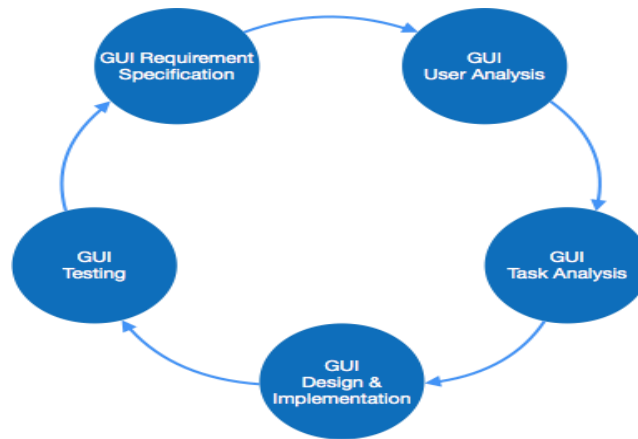 GUI Requirement
Specification
GUI
User Analysis
GUI
Task Analysis
GUI
Design &
Implementation
GUI
Testing